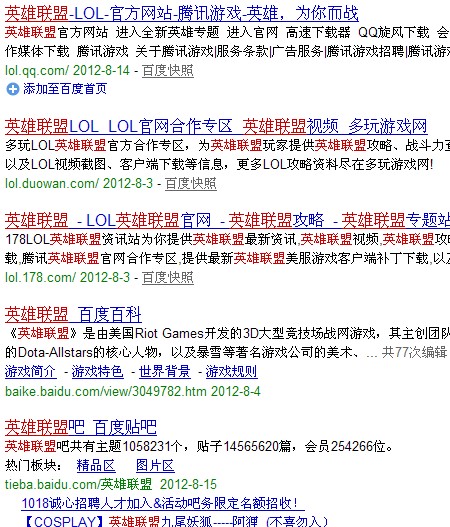 英雄联盟-LOL-官方网站-腾讯游戏-英雄，为你而战
英雄联盟官方网站 进入全新英雄专题 进入官网 高速下载器 QQ旋风下载 会
作媒体下载 腾讯游戏 关于腾讯游戏|服务条款|广告服务|腾讯游戏招聘|腾讯游
lol.qq.com/ 2012-8-14 - 百度快照
添加至百度首页
英雄联盟LOL_LOL官网合作专区_英雄联盟视频_多玩游戏网
多玩LOL英雄联盟官方合作专区，为英雄联盟玩家提供英雄联盟攻略、战斗力
以及LOL视频截图、客户端下载等信息，更多LOL攻略资料尽在多玩游戏网!
lol.duowan.com/ 2012-8-3 - 百度快照
英雄联盟 - LOL英雄联盟官网 - 英雄联盟攻略 - 英雄联盟专题站
178LOL英雄联盟资讯站为你提供英雄联盟最新资讯,英雄联盟视频,英雄联盟攻
载,腾讯英雄联盟官网合作专区,提供最新英雄联盟美服游戏客户端补丁下载,以
lol.178.com/ 2012-8-3 - 百度快照
英雄联盟_百度百科
《英雄联盟》是由美国Riot Games开发的3D大型竞技场战网游戏，其主创团队
的Dota-Allstars的核心人物，以及暴雪等著名游戏公司的美术、... 共77次编辑
游戏简介 - 游戏特色 - 世界背景 - 游戏规则
baike.baidu.com/view/3049782.htm 2012-8-4
英雄联盟吧_百度贴吧
英雄联盟吧共有主题1058231个，贴子14565620篇，会员254266位。
热门板块： 精品区 图片区
tieba.baidu.com/英雄联盟 2012-8-15
1018诚心招聘人才加入&活动吧务限定名额招收！
【COSPLAY】英雄联盟九尾妖狐-----阿狸（不喜勿入）